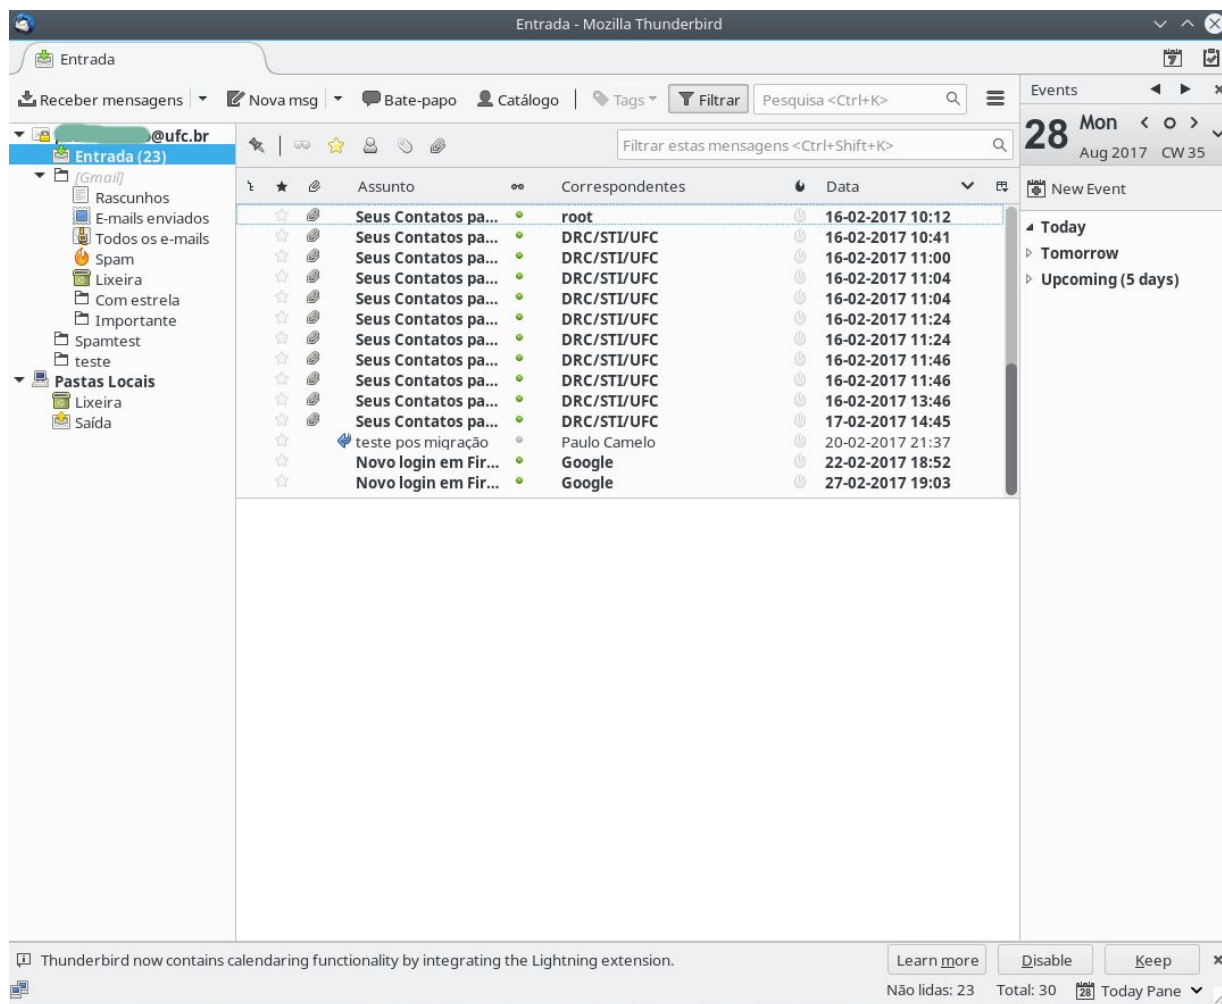 Entrada - Mozilla Thunderbird
Entrada
Receber mensagens Nova msg Bate-papo Catálogo Tags Filtrar Pesquisa <Ctrl+K>
@ufc.br
Entrada (23)
[Gmail]
Rascunhos
E-mails enviados
Todos os e-mails
Spam
Lixeira
Com estrela
Importante
Spamtest
teste
Pastas Locais
Lixeira
Saída
Filtrar estas mensagens <Ctrl+Shift+K>
Assunto Correspondentes Data
Seus Contatos pa... root 16-02-2017 10:12
Seus Contatos pa... DRC/STI/UFC 16-02-2017 10:41
Seus Contatos pa... DRC/STI/UFC 16-02-2017 11:00
Seus Contatos pa... DRC/STI/UFC 16-02-2017 11:04
Seus Contatos pa... DRC/STI/UFC 16-02-2017 11:04
Seus Contatos pa... DRC/STI/UFC 16-02-2017 11:24
Seus Contatos pa... DRC/STI/UFC 16-02-2017 11:24
Seus Contatos pa... DRC/STI/UFC 16-02-2017 11:46
Seus Contatos pa... DRC/STI/UFC 16-02-2017 11:46
Seus Contatos pa... DRC/STI/UFC 16-02-2017 13:46
Seus Contatos pa... DRC/STI/UFC 17-02-2017 14:45
teste pos migração Paulo Camelo 20-02-2017 21:37
Novo login em Fir... Google 22-02-2017 18:52
Novo login em Fir... Google 27-02-2017 19:03
Events
28 Mon
Aug 2017 CW 35
New Event
Today
Tomorrow
Upcoming (5 days)
Thunderbird now contains calendaring functionality by integrating the Lightning extension. Learn more Disable Keep
Não lidas: 23 Total: 30 28 Today Pane